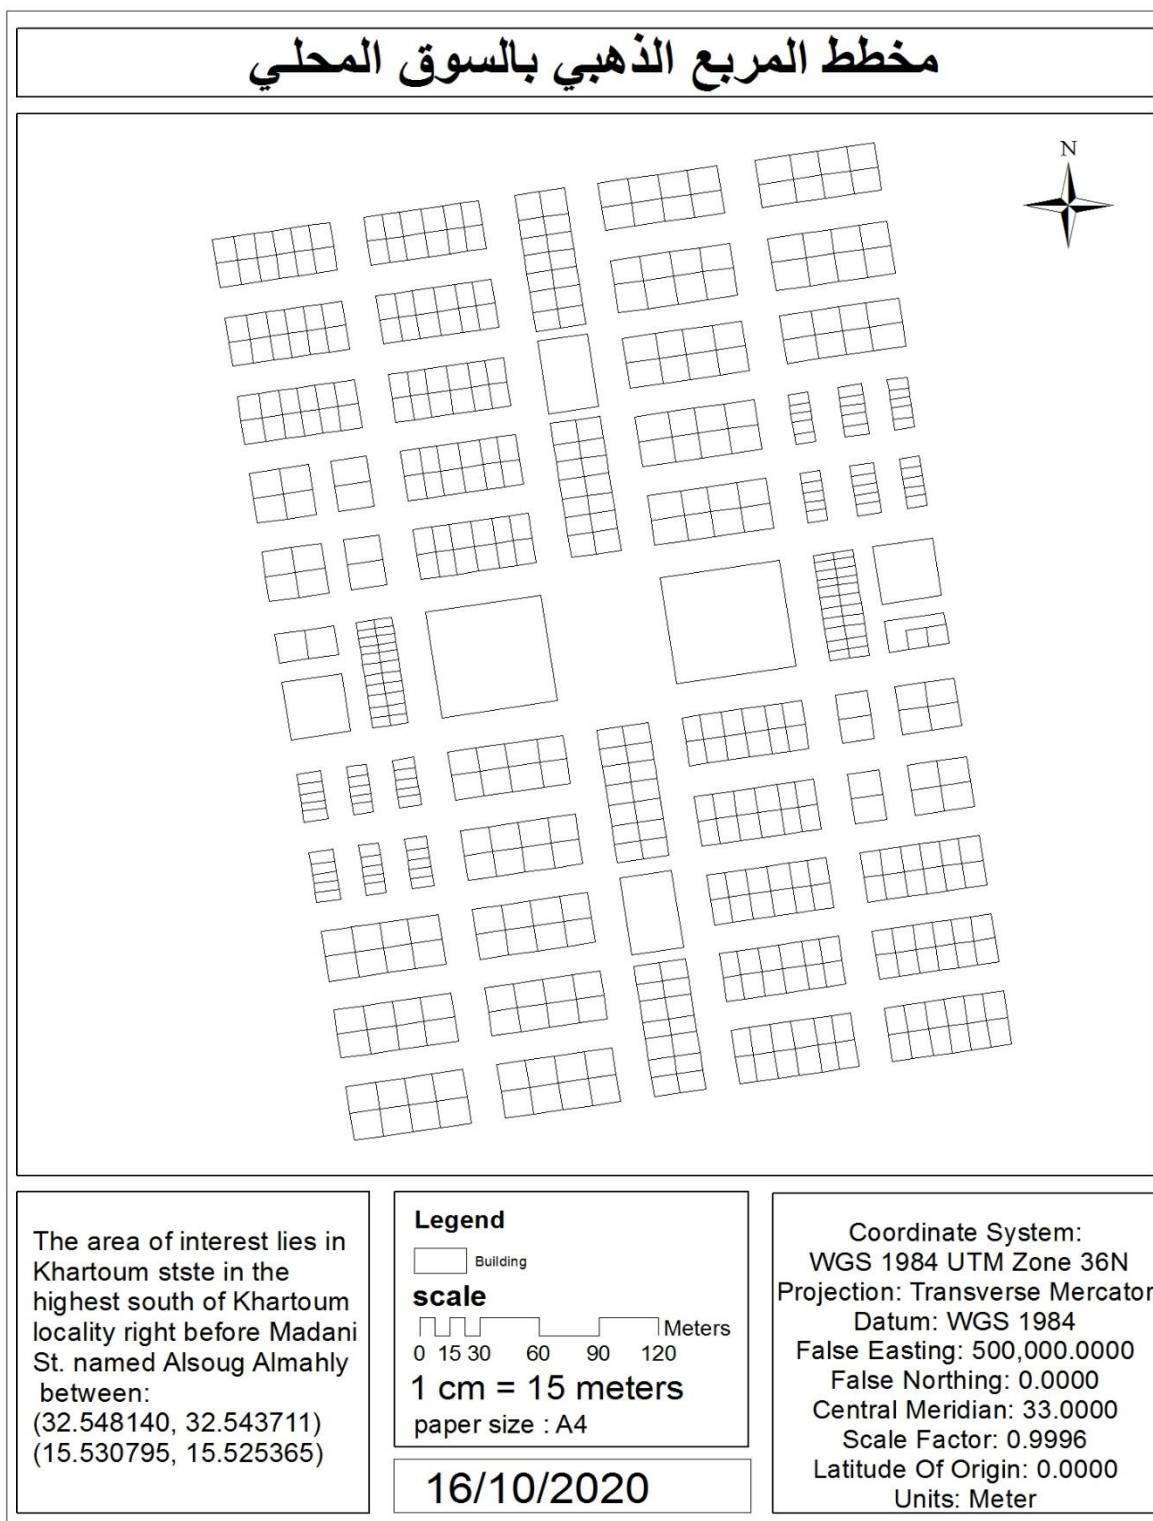 مخطط المربع الذهبي بالسوق المحلي
N
The area of interest lies in
Khartoum stste in the
highest south of Khartoum
locality right before Madani
St. named Alsoug Almahly
between:
(32.548140, 32.543711)
(15.530795, 15.525365)
Legend
Building
scale
Meters
0 15 30 60 90 120
1 cm = 15 meters
paper size : A4
16/10/2020
Coordinate System:
WGS 1984 UTM Zone 36N
Projection: Transverse Mercator
Datum: WGS 1984
False Easting: 500,000.0000
False Northing: 0.0000
Central Meridian: 33.0000
Scale Factor: 0.9996
Latitude Of Origin: 0.0000
Units: Meter